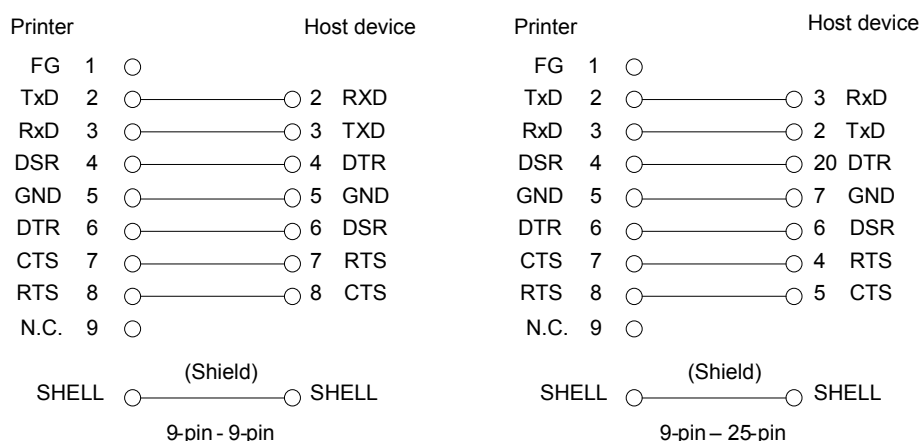 Printer Host device
FG 1
TxD 2 2 RXD
RxD 3 3 TXD
DSR 4 4 DTR
GND 5 5 GND
DTR 6 6 DSR
CTS 7 7 RTS
RTS 8 8 CTS
N.C. 9
(Shield)
SHELL SHELL
9-pin - 9-pin
Printer Host device
FG 1
TxD 2 3 RxD
RxD 3 2 TxD
DSR 4 20 DTR
GND 5 7 GND
DTR 6 6 DSR
CTS 7 4 RTS
RTS 8 5 CTS
N.C. 9
(Shield)
SHELL SHELL
9-pin – 25-pin